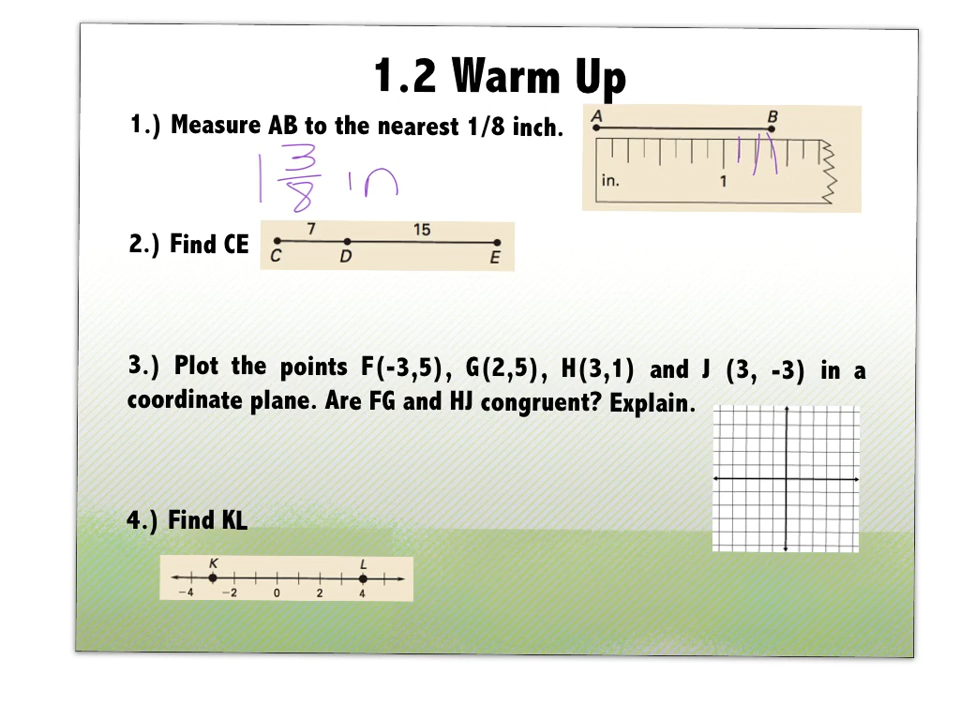 1.2 Warm Up
1.) Measure AB to the nearest 1/8 inch.
A B
in. 1
1 3/8 in
2.) Find CE
7 15
C D E
3.) Plot the points F(-3,5), G(2,5), H(3,1) and J (3, -3) in a
coordinate plane. Are FG and HJ congruent? Explain.
4.) Find KL
K L
-4 -2 0 2 4